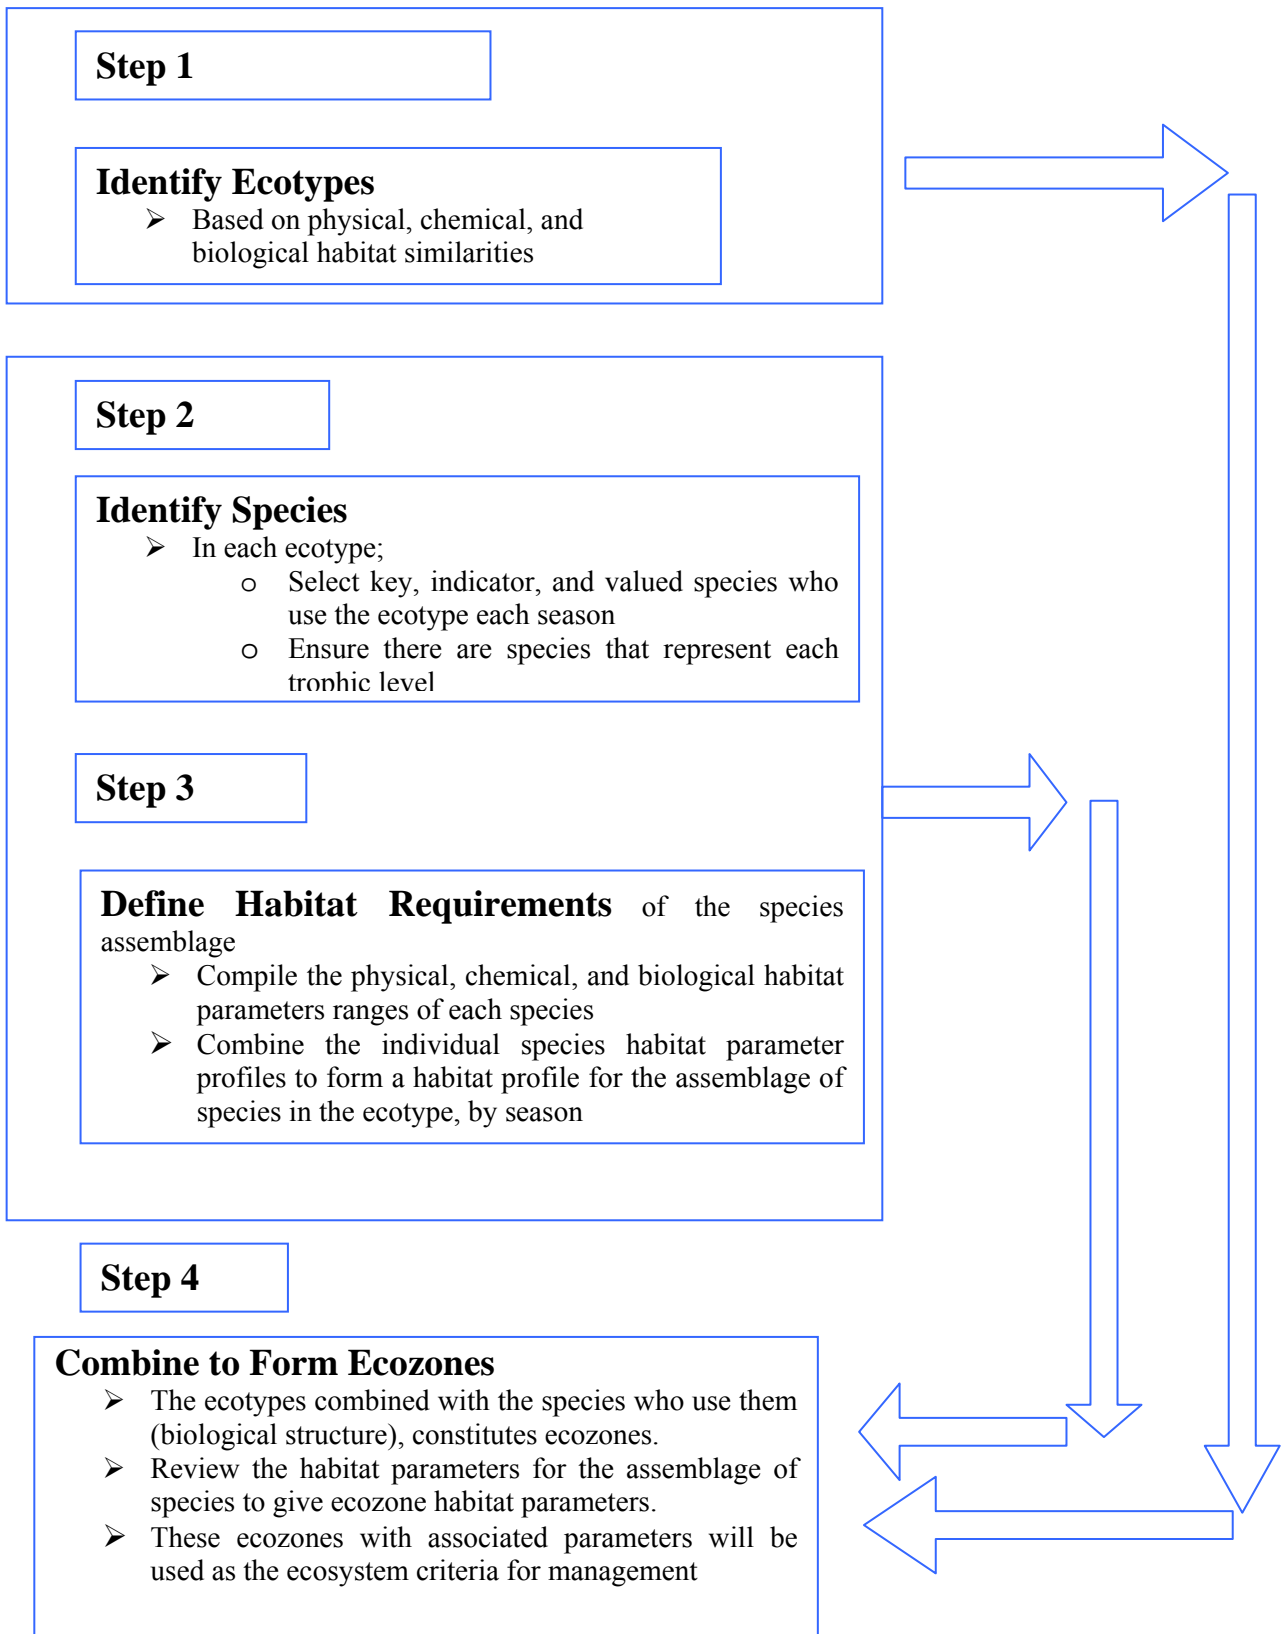 Step 1
Identify Ecotypes
➢ Based on physical, chemical, and
biological habitat similarities
Step 2
Identify Species
➢ In each ecotype;
o Select key, indicator, and valued species who
use the ecotype each season
o Ensure there are species that represent each
trophic level
Step 3
Define Habitat Requirements of the species
assemblage
➢ Compile the physical, chemical, and biological habitat
parameters ranges of each species
➢ Combine the individual species habitat parameter
profiles to form a habitat profile for the assemblage of
species in the ecotype, by season
Step 4
Combine to Form Ecozones
➢ The ecotypes combined with the species who use them
(biological structure), constitutes ecozones.
➢ Review the habitat parameters for the assemblage of
species to give ecozone habitat parameters.
➢ These ecozones with associated parameters will be
used as the ecosystem criteria for management